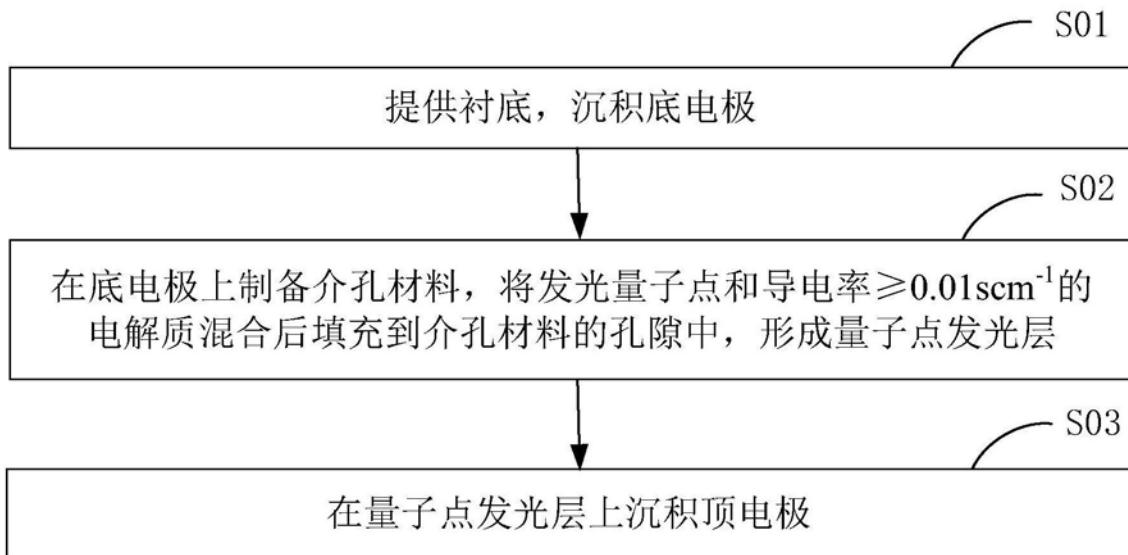 S01
提供衬底，沉积底电极
S02
在底电极上制备介孔材料，将发光量子点和导电率≥0.01scm⁻¹的
电解质混合后填充到介孔材料的孔隙中，形成量子点发光层
S03
在量子点发光层上沉积顶电极